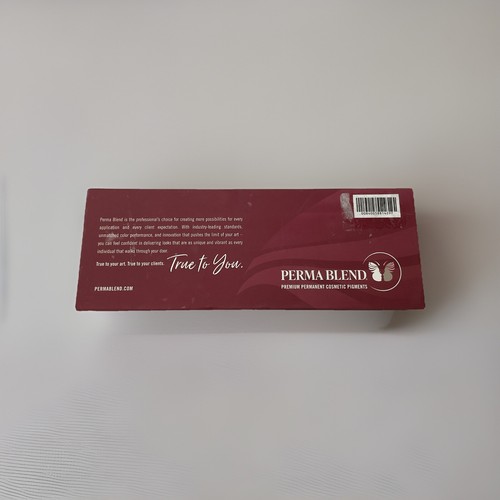 Perma Blend is the professional's choice for creating more possibilities for every
application and every client expectation. With industry-leading standards,
unmatched color performance, and innovation that pushes the limit of your art -
you can feel confident in delivering looks that are as unique and vibrant as every
individual that walks through your door.
True to your art. True to your clients. True to You.
PERMABLEND.COM
PERMA BLEND
PREMIUM PERMANENT COSMETIC PIGMENTS